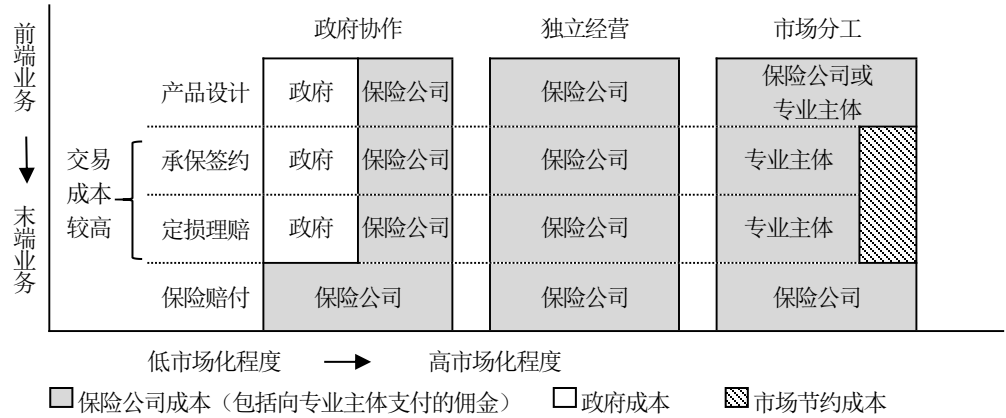 政府协作 独立经营 市场分工
前端业务
末端业务
交易
成本
较高
产品设计 政府 保险公司 保险公司 保险公司或
专业主体
承保签约 政府 保险公司 保险公司 专业主体
定损理赔 政府 保险公司 保险公司 专业主体
保险赔付 保险公司 保险公司 保险公司
低市场化程度 高市场化程度
保险公司成本（包括向专业主体支付的佣金） 政府成本 市场节约成本